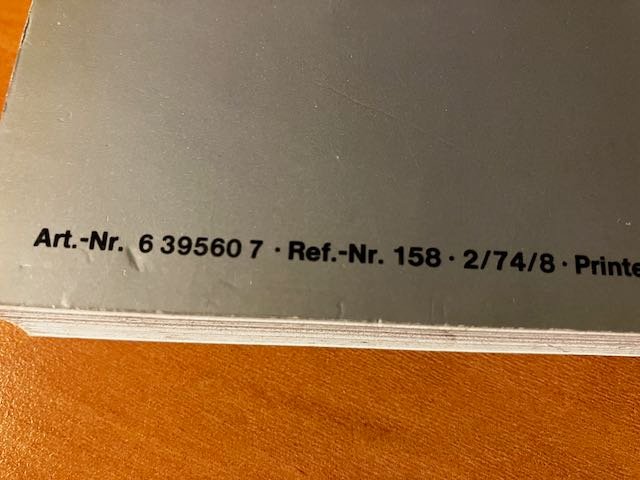 Art.-Nr. 6 39560 7 · Ref.-Nr. 158 · 2/74/8 · Printe